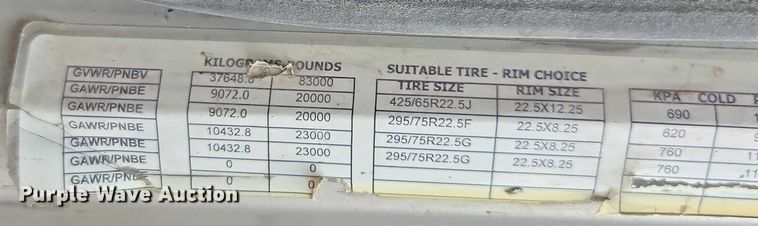 KILOGRAMS POUNDS SUITABLE TIRE - RIM CHOICE
TIRE SIZE RIM SIZE KPA COLD
GVWR/PNBV 37648.6 83000
GAWR/PNBE 9072.0 20000 425/65R22.5J 22.5X12.25 690
GAWR/PNBE 9072.0 20000 295/75R22.5F 22.5X8.25 620
GAWR/PNBE 10432.8 23000 295/75R22.5G 22.5X8.25 760
GAWR/PNBE 10432.8 23000 295/75R22.5G 22.5X8.25 760
GAWR/PNBE 0 0
GAWR/PNBE 0 0
Purple Wave Auction